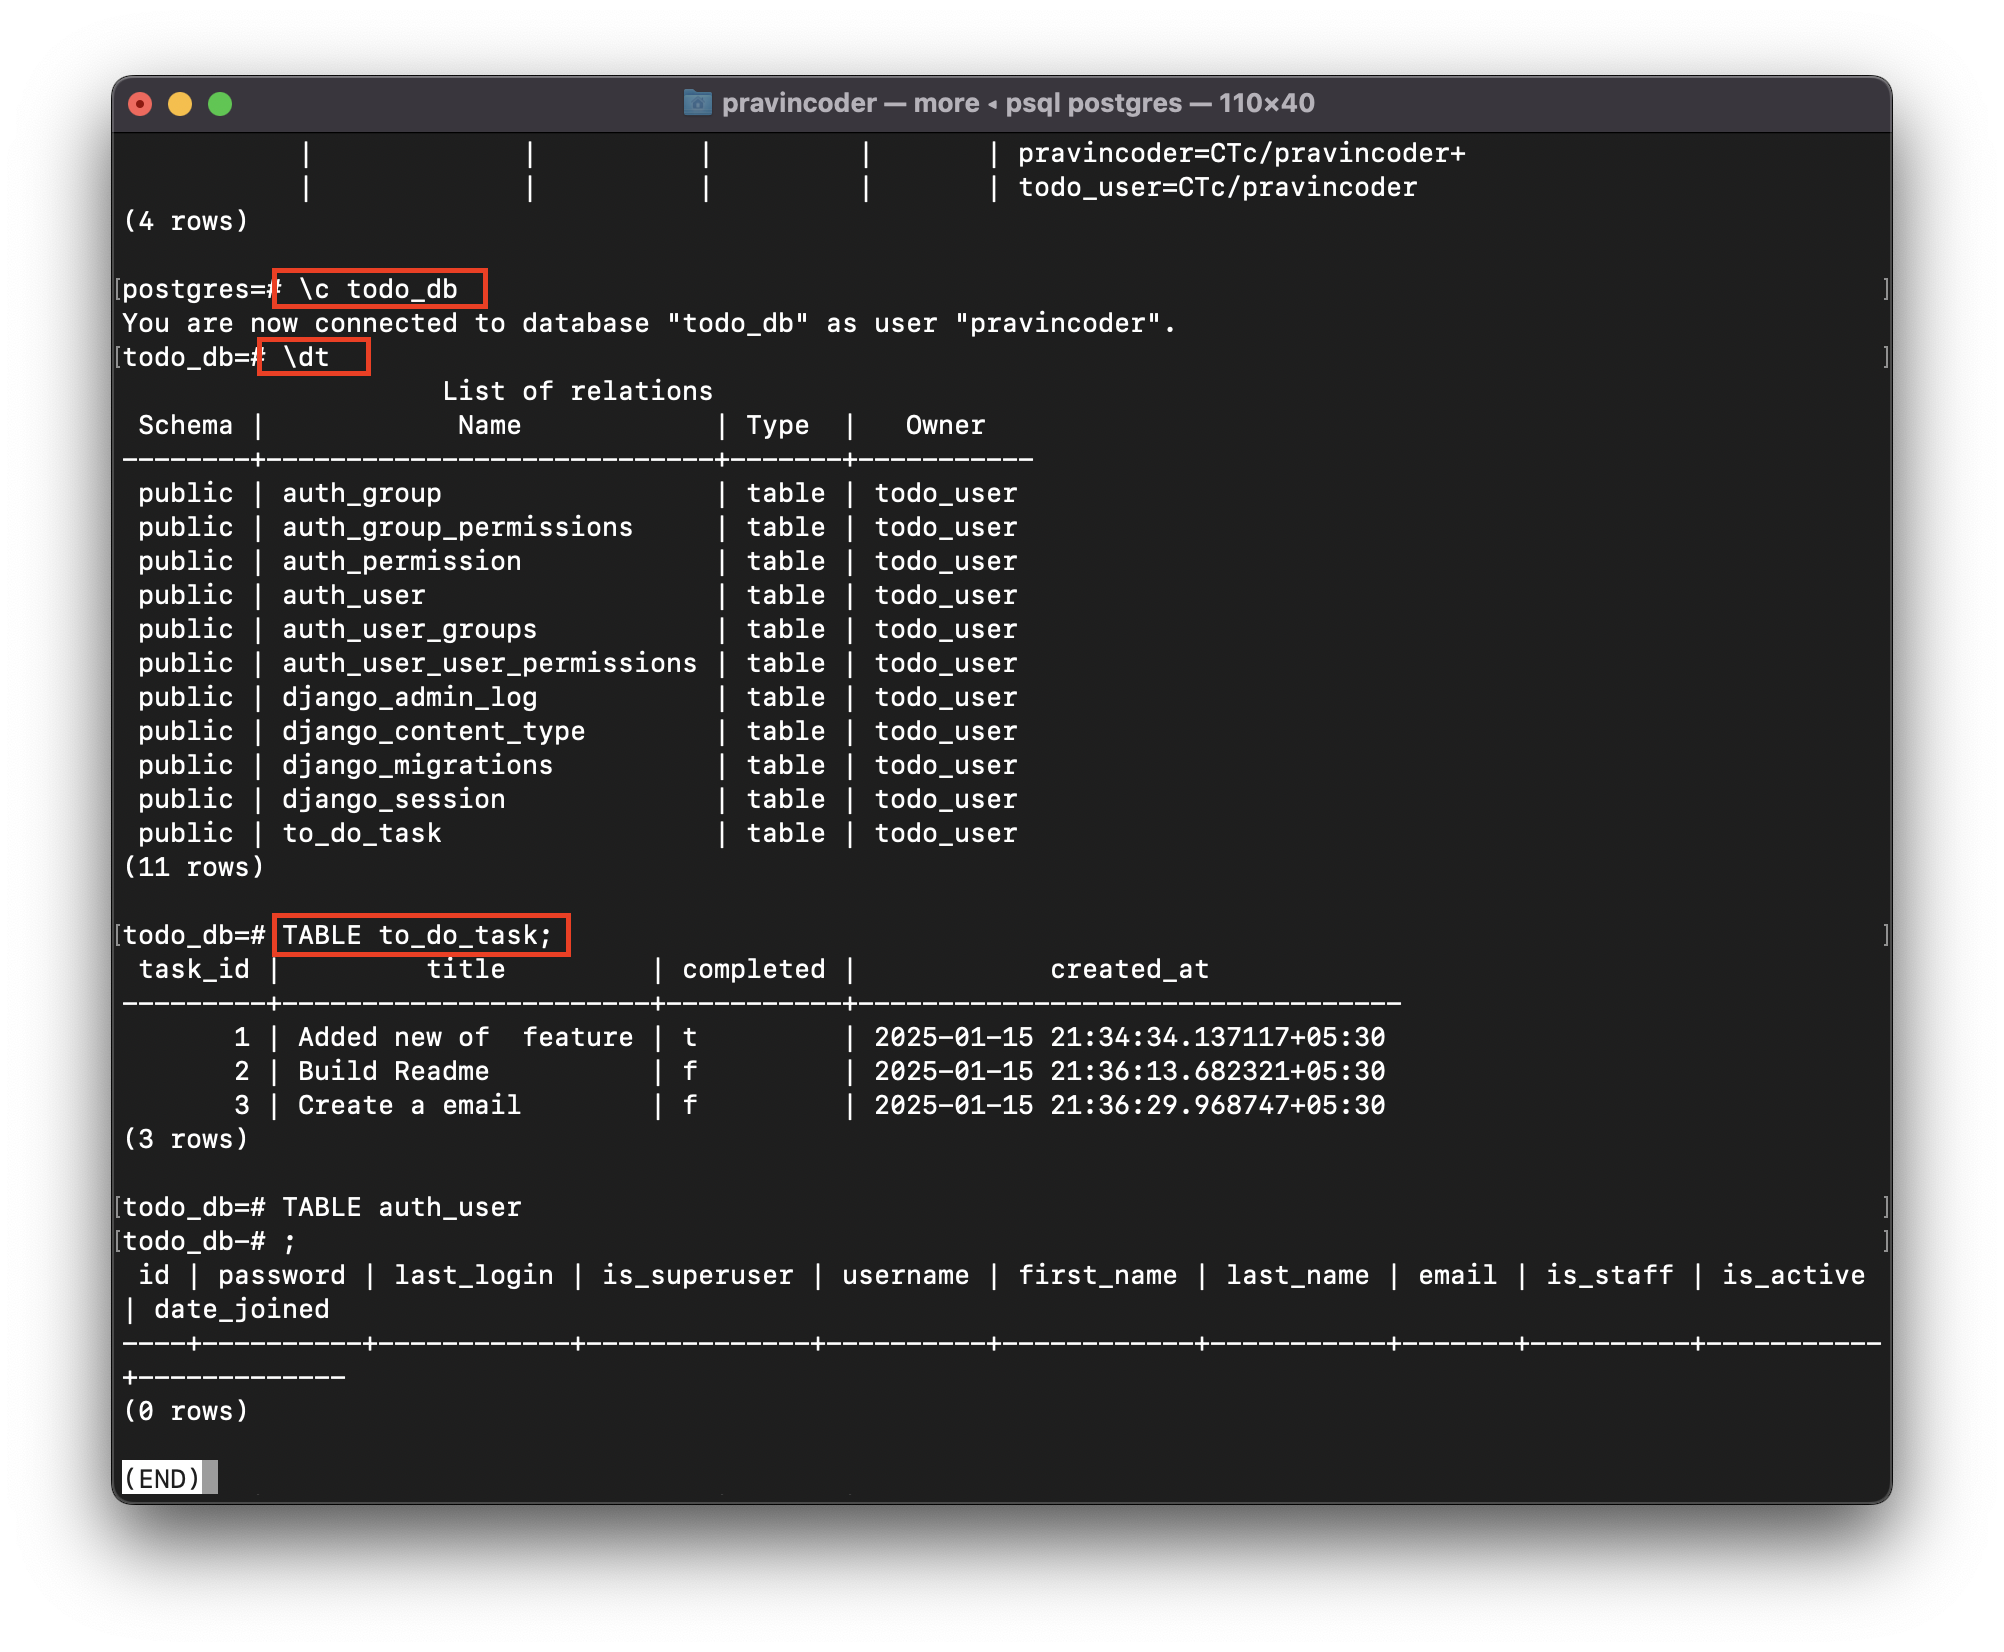 pravincoder — more ◂ psql postgres — 110×40
           |             |          |         |       | pravincoder=CTc/pravincoder+
           |             |          |         |       | todo_user=CTc/pravincoder
(4 rows)
[postgres=# \c todo_db ]
You are now connected to database "todo_db" as user "pravincoder".
[todo_db=# \dt ]
                    List of relations
 Schema |            Name            | Type  |   Owner
--------+----------------------------+-------+-----------
 public | auth_group                 | table | todo_user
 public | auth_group_permissions     | table | todo_user
 public | auth_permission            | table | todo_user
 public | auth_user                  | table | todo_user
 public | auth_user_groups           | table | todo_user
 public | auth_user_user_permissions | table | todo_user
 public | django_admin_log           | table | todo_user
 public | django_content_type        | table | todo_user
 public | django_migrations          | table | todo_user
 public | django_session             | table | todo_user
 public | to_do_task                 | table | todo_user
(11 rows)
[todo_db=# TABLE to_do_task; ]
 task_id |         title         | completed |            created_at
---------+-----------------------+-----------+----------------------------------
       1 | Added new of  feature | t         | 2025-01-15 21:34:34.137117+05:30
       2 | Build Readme          | f         | 2025-01-15 21:36:13.682321+05:30
       3 | Create a email        | f         | 2025-01-15 21:36:29.968747+05:30
(3 rows)
[todo_db=# TABLE auth_user ]
[todo_db-# ; ]
 id | password | last_login | is_superuser | username | first_name | last_name | email | is_staff | is_active
| date_joined
----+----------+------------+--------------+----------+------------+-----------+-------+----------+-----------
+-------------
(0 rows)
(END)